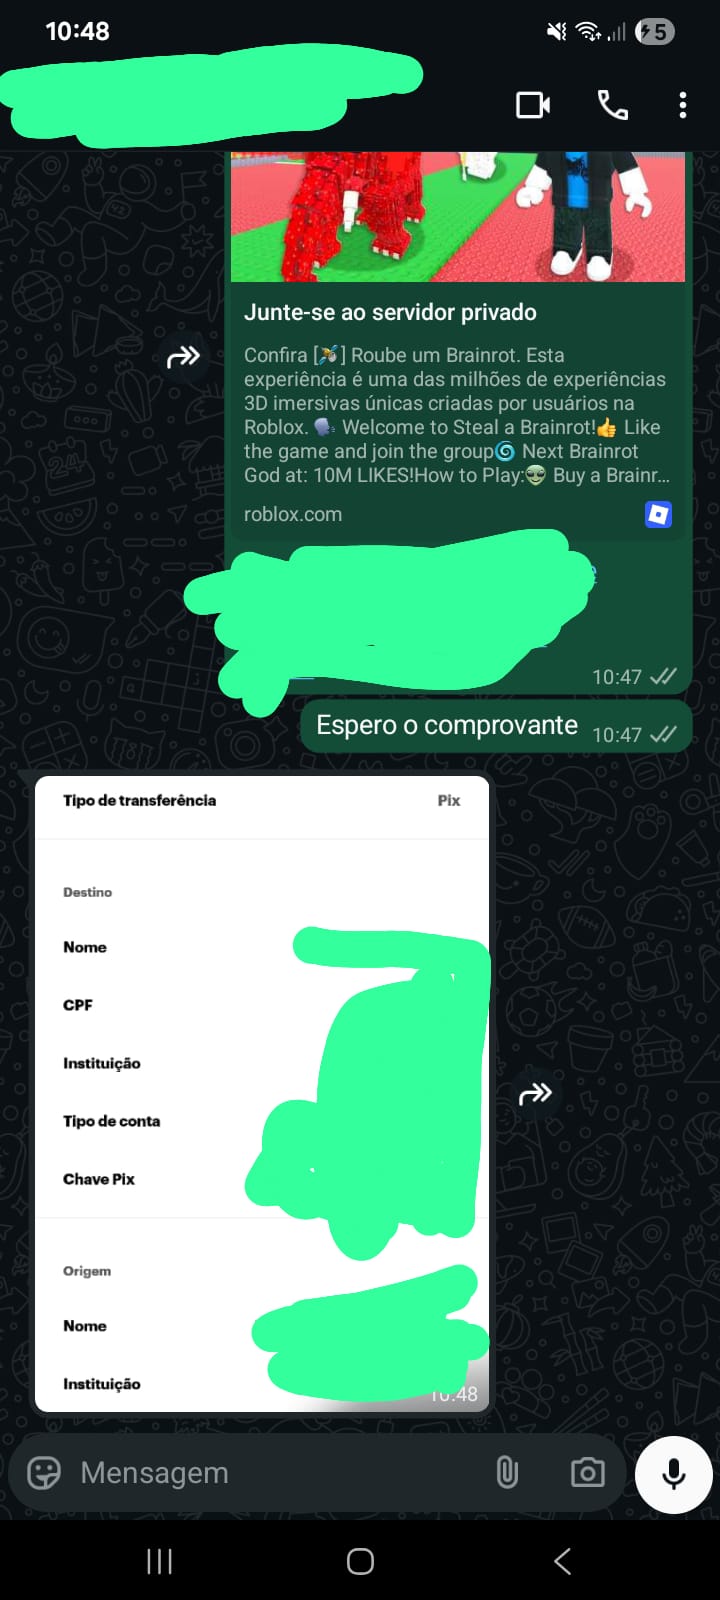 10:48
5
Junte-se ao servidor privado
Confira [🐝] Roube um Brainrot. Esta
experiência é uma das milhões de experiências
3D imersivas únicas criadas por usuários na
Roblox. 🗣️ Welcome to Steal a Brainrot!👍 Like
the game and join the group🌀 Next Brainrot
God at: 10M LIKES!How to Play:👽 Buy a Brainr...
roblox.com
10:47
Espero o comprovante 10:47
Tipo de transferência Pix
Destino
Nome
CPF
Instituição
Tipo de conta
Chave Pix
Origem
Nome
Instituição
10:48
Mensagem